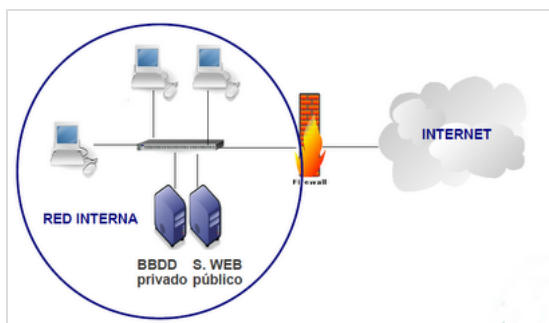 INTERNET
Firewall
RED INTERNA
BBDD S. WEB
privado público